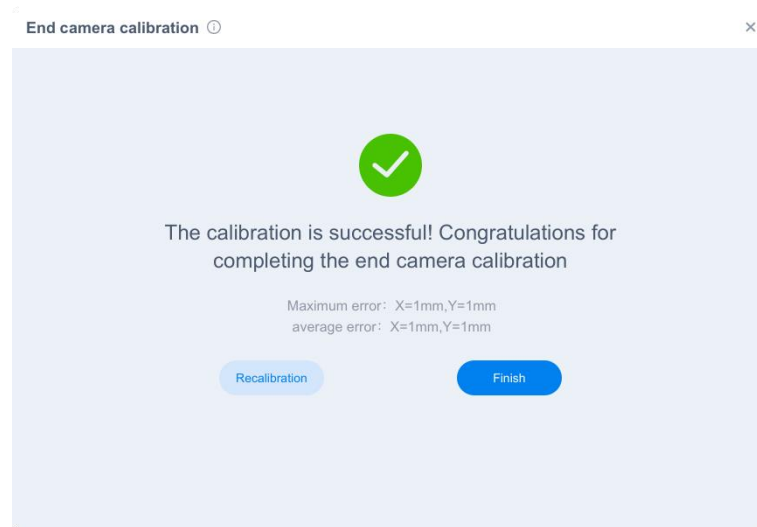 End camera calibration
The calibration is successful! Congratulations for
completing the end camera calibration
Maximum error：X=1mm,Y=1mm
average error：X=1mm,Y=1mm
Recalibration
Finish